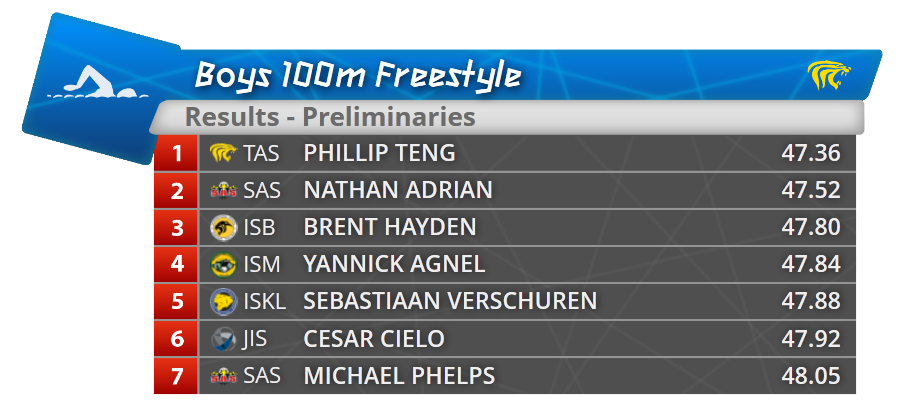 Boys 100m Freestyle
Results - Preliminaries
1 TAS PHILLIP TENG 47.36
2 SAS NATHAN ADRIAN 47.52
3 ISB BRENT HAYDEN 47.80
4 ISM YANNICK AGNEL 47.84
5 ISKL SEBASTIAAN VERSCHUREN 47.88
6 JIS CESAR CIELO 47.92
7 SAS MICHAEL PHELPS 48.05